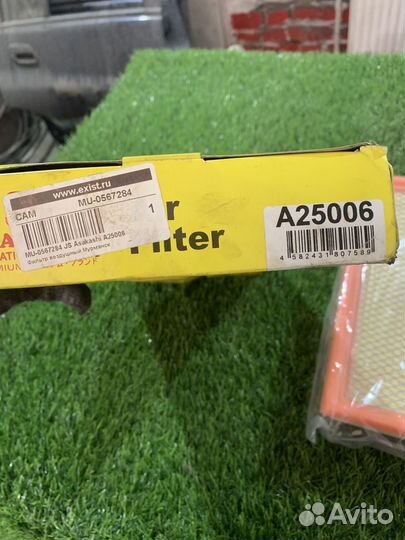 www.exist.ru
САМ MU-0567284
1
MU-0567284 JS Asakashi A25006
Фильтр воздушный Мурманск
r
Filter
A25006
4 582431 807589
Avito